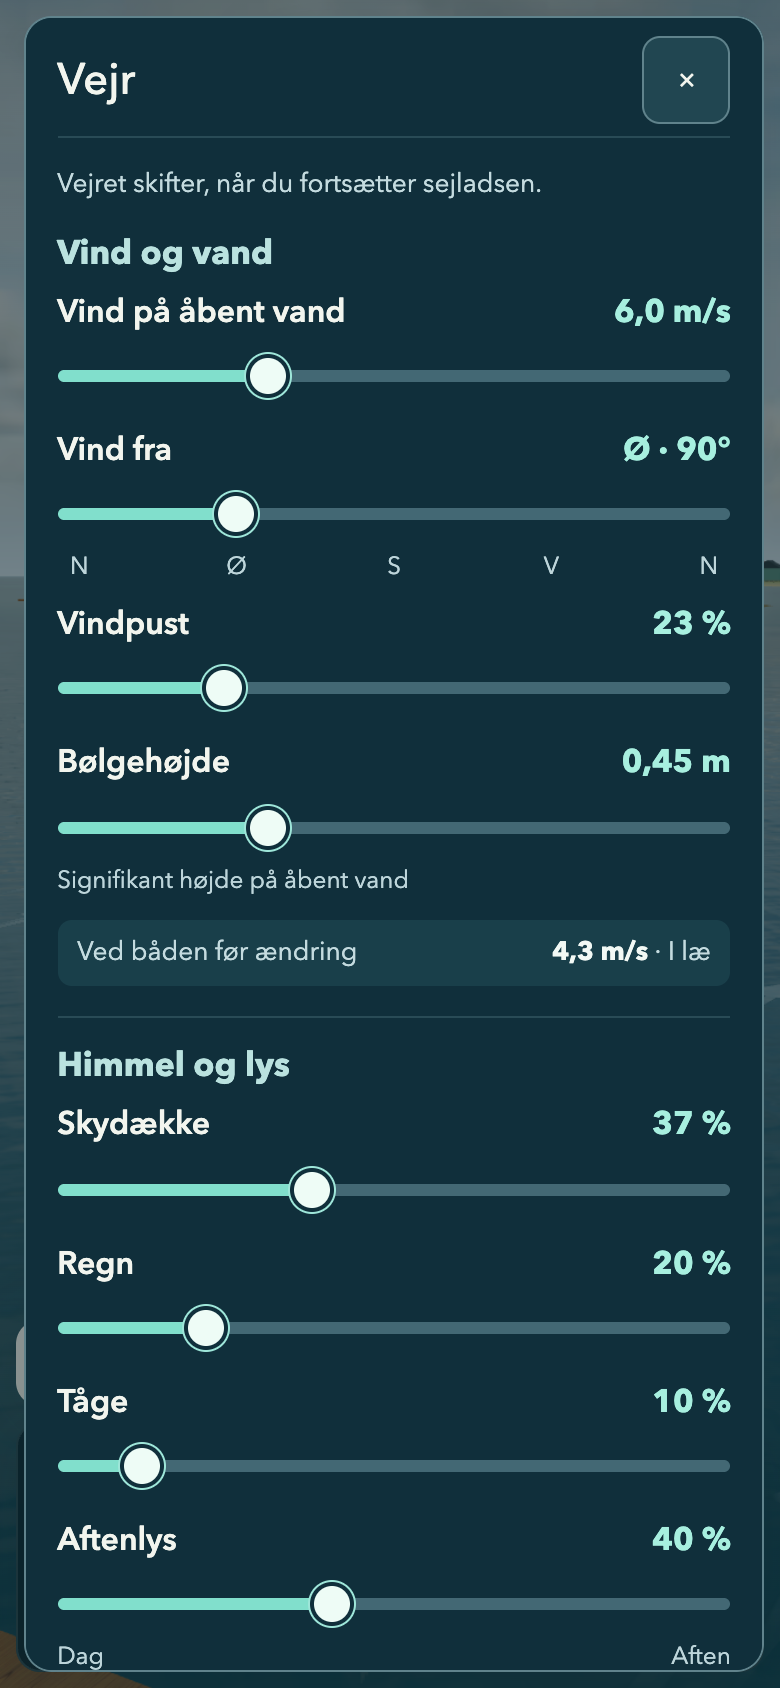 Vejr
×
Vejret skifter, når du fortsætter sejladsen.
Vind og vand
Vind på åbent vand 6,0 m/s
Vind fra Ø · 90°
N Ø S V N
Vindpust 23 %
Bølgehøjde 0,45 m
Signifikant højde på åbent vand
Ved båden før ændring 4,3 m/s · I læ
Himmel og lys
Skydække 37 %
Regn 20 %
Tåge 10 %
Aftenlys 40 %
Dag Aften